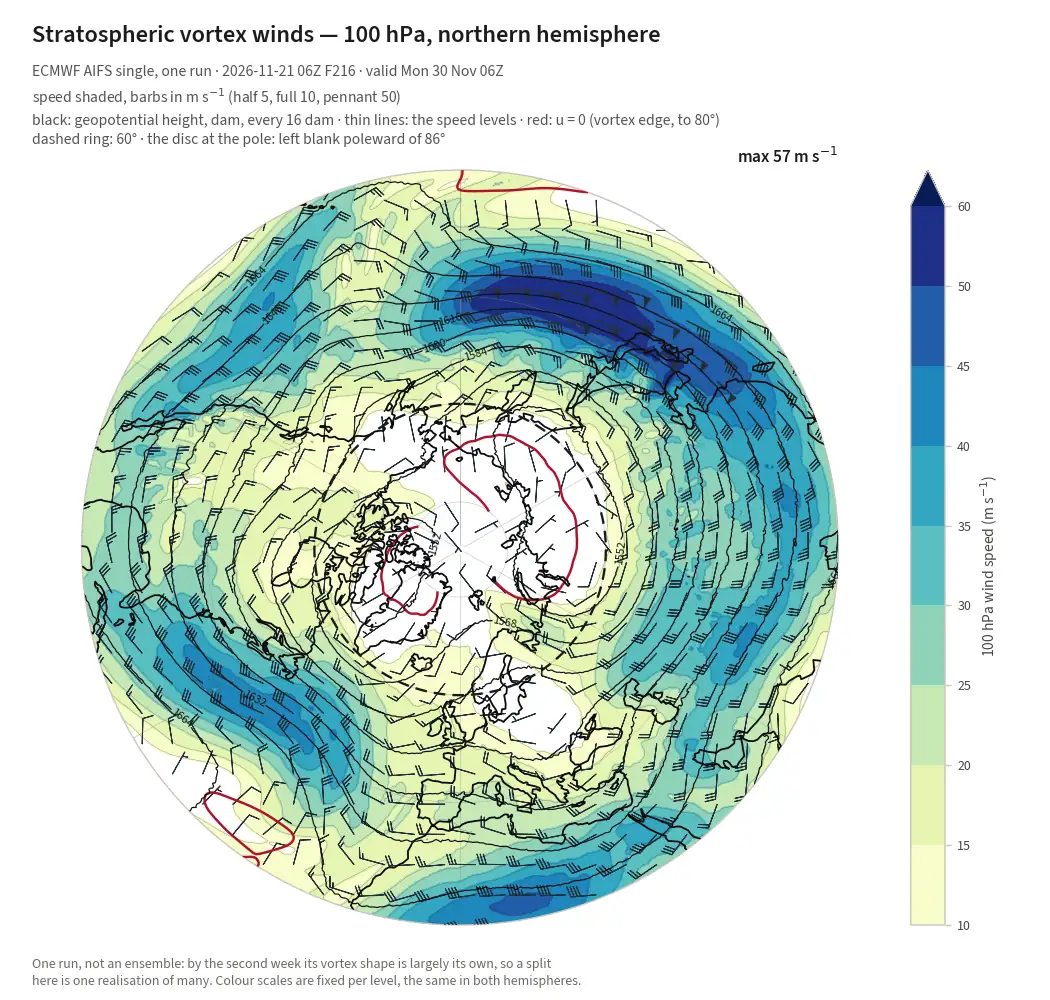 Stratospheric vortex winds — 100 hPa, northern hemisphere
ECMWF AIFS single, one run · 2026-11-21 06Z F216 · valid Mon 30 Nov 06Z
speed shaded, barbs in m s⁻¹ (half 5, full 10, pennant 50)
black: geopotential height, dam, every 16 dam · thin lines: the speed levels · red: u = 0 (vortex edge, to 80°)
dashed ring: 60° · the disc at the pole: left blank poleward of 86°
max 57 m s⁻¹
60
50
45
40
35
30
25
20
15
10
100 hPa wind speed (m s⁻¹)
1664
1616
1600
1584
1664
1552
1552
1568
1632
1664
One run, not an ensemble: by the second week its vortex shape is largely its own, so a split
here is one realisation of many. Colour scales are fixed per level, the same in both hemispheres.